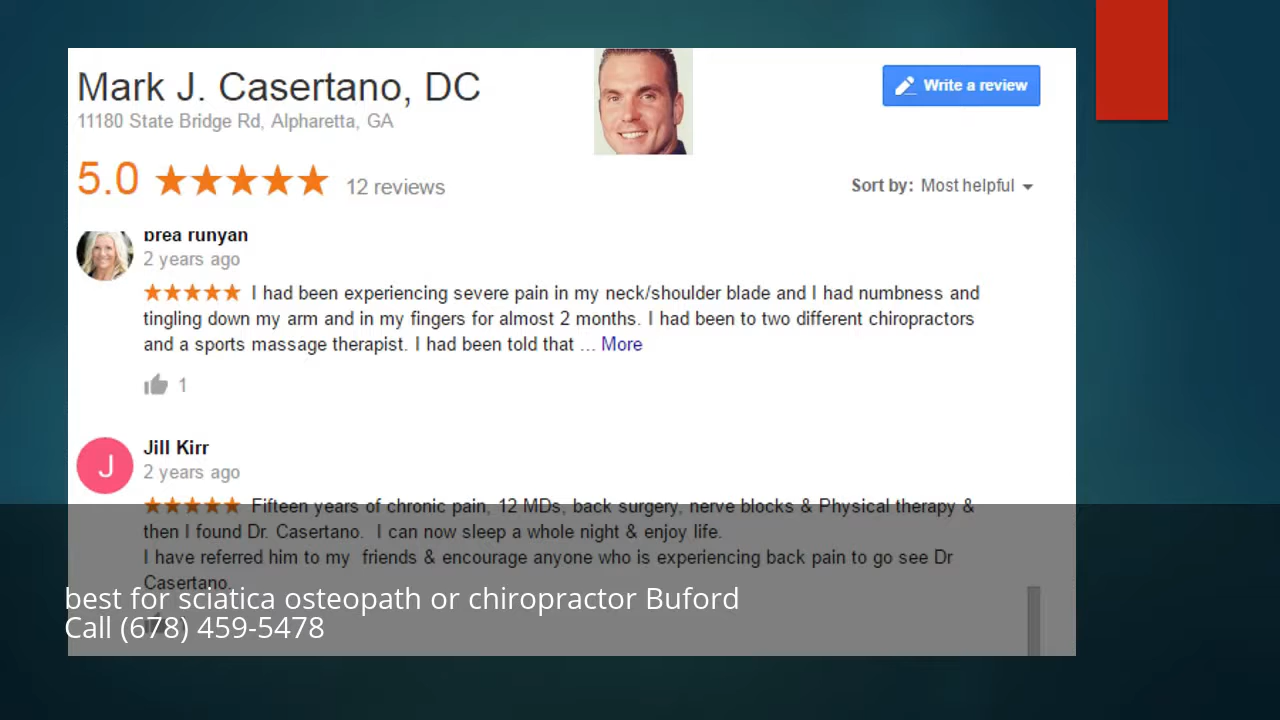 Mark J. Casertano, DC
11180 State Bridge Rd, Alpharetta, GA
Write a review
5.0 ★★★★★ 12 reviews
Sort by: Most helpful
brea runyan
2 years ago
★★★★★ I had been experiencing severe pain in my neck/shoulder blade and I had numbness and
tingling down my arm and in my fingers for almost 2 months. I had been to two different chiropractors
and a sports massage therapist. I had been told that ... More
1
J
Jill Kirr
2 years ago
★★★★★ Fifteen years of chronic pain, 12 MDs, back surgery, nerve blocks & Physical therapy &
then I found Dr. Casertano. I can now sleep a whole night & enjoy life.
I have referred him to my friends & encourage anyone who is experiencing back pain to go see Dr
Casertano.
best for sciatica osteopath or chiropractor Buford
Call (678) 459-5478